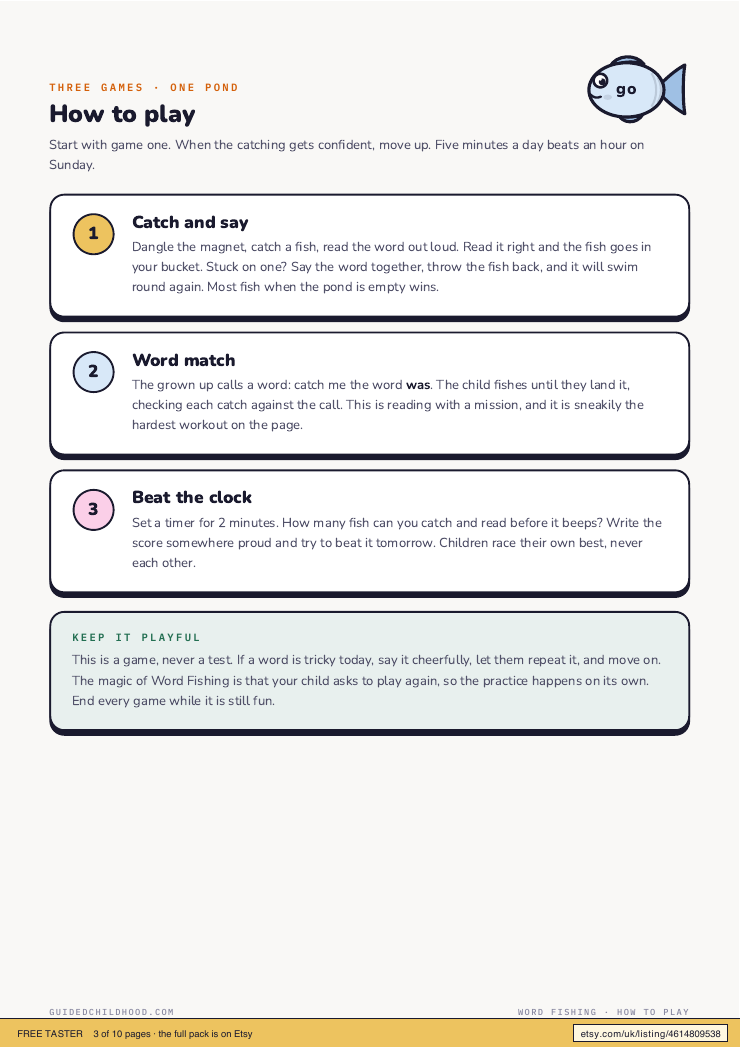 THREE GAMES · ONE POND
go
How to play
Start with game one. When the catching gets confident, move up. Five minutes a day beats an hour on
Sunday.
1
Catch and say
Dangle the magnet, catch a fish, read the word out loud. Read it right and the fish goes in
your bucket. Stuck on one? Say the word together, throw the fish back, and it will swim
round again. Most fish when the pond is empty wins.
2
Word match
The grown up calls a word: catch me the word was. The child fishes until they land it,
checking each catch against the call. This is reading with a mission, and it is sneakily the
hardest workout on the page.
3
Beat the clock
Set a timer for 2 minutes. How many fish can you catch and read before it beeps? Write the
score somewhere proud and try to beat it tomorrow. Children race their own best, never
each other.
KEEP IT PLAYFUL
This is a game, never a test. If a word is tricky today, say it cheerfully, let them repeat it, and move on.
The magic of Word Fishing is that your child asks to play again, so the practice happens on its own.
End every game while it is still fun.
GUIDEDCHILDHOOD.COM
WORD FISHING · HOW TO PLAY
FREE TASTER 3 of 10 pages · the full pack is on Etsy
etsy.com/uk/listing/4614809538